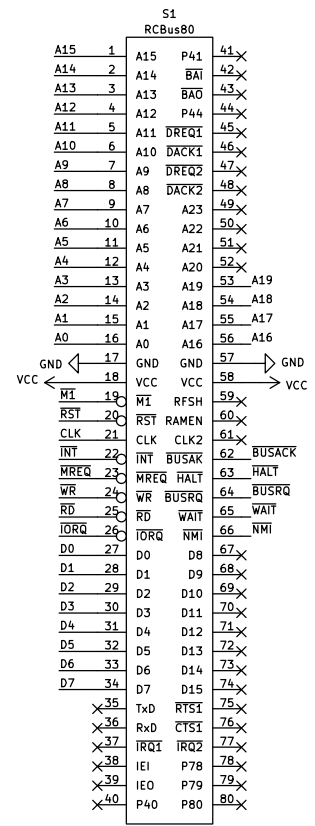 S1
RCBus80
A15 1 A15 P41 41
A14 2 A14 BAI 42
A13 3 A13 BAO 43
A12 4 A12 P44 44
A11 5 A11 DREQ1 45
A10 6 A10 DACK1 46
A9 7 A9 DREQ2 47
A8 8 A8 DACK2 48
A7 9 A7 A23 49
A6 10 A6 A22 50
A5 11 A5 A21 51
A4 12 A4 A20 52
A3 13 A3 A19 53 A19
A2 14 A2 A18 54 A18
A1 15 A1 A17 55 A17
A0 16 A0 A16 56 A16
GND 17 GND GND 57 GND
VCC 18 VCC VCC 58 VCC
M1 19 M1 RFSH 59
RST 20 RST RAMEN 60
CLK 21 CLK CLK2 61
INT 22 INT BUSAK 62 BUSACK
MREQ 23 MREQ HALT 63 HALT
WR 24 WR BUSRQ 64 BUSRQ
RD 25 RD WAIT 65 WAIT
IORQ 26 IORQ NMI 66 NMI
D0 27 D0 D8 67
D1 28 D1 D9 68
D2 29 D2 D10 69
D3 30 D3 D11 70
D4 31 D4 D12 71
D5 32 D5 D13 72
D6 33 D6 D14 73
D7 34 D7 D15 74
35 TxD RTS1 75
36 RxD CTS1 76
37 IRQ1 IRQ2 77
38 IEI P78 78
39 IEO P79 79
40 P40 P80 80